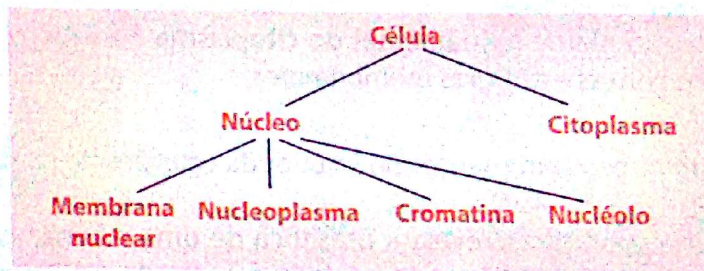 Célula
Núcleo
Citoplasma
Membrana
nuclear
Nucleoplasma
Cromatina
Nucléolo